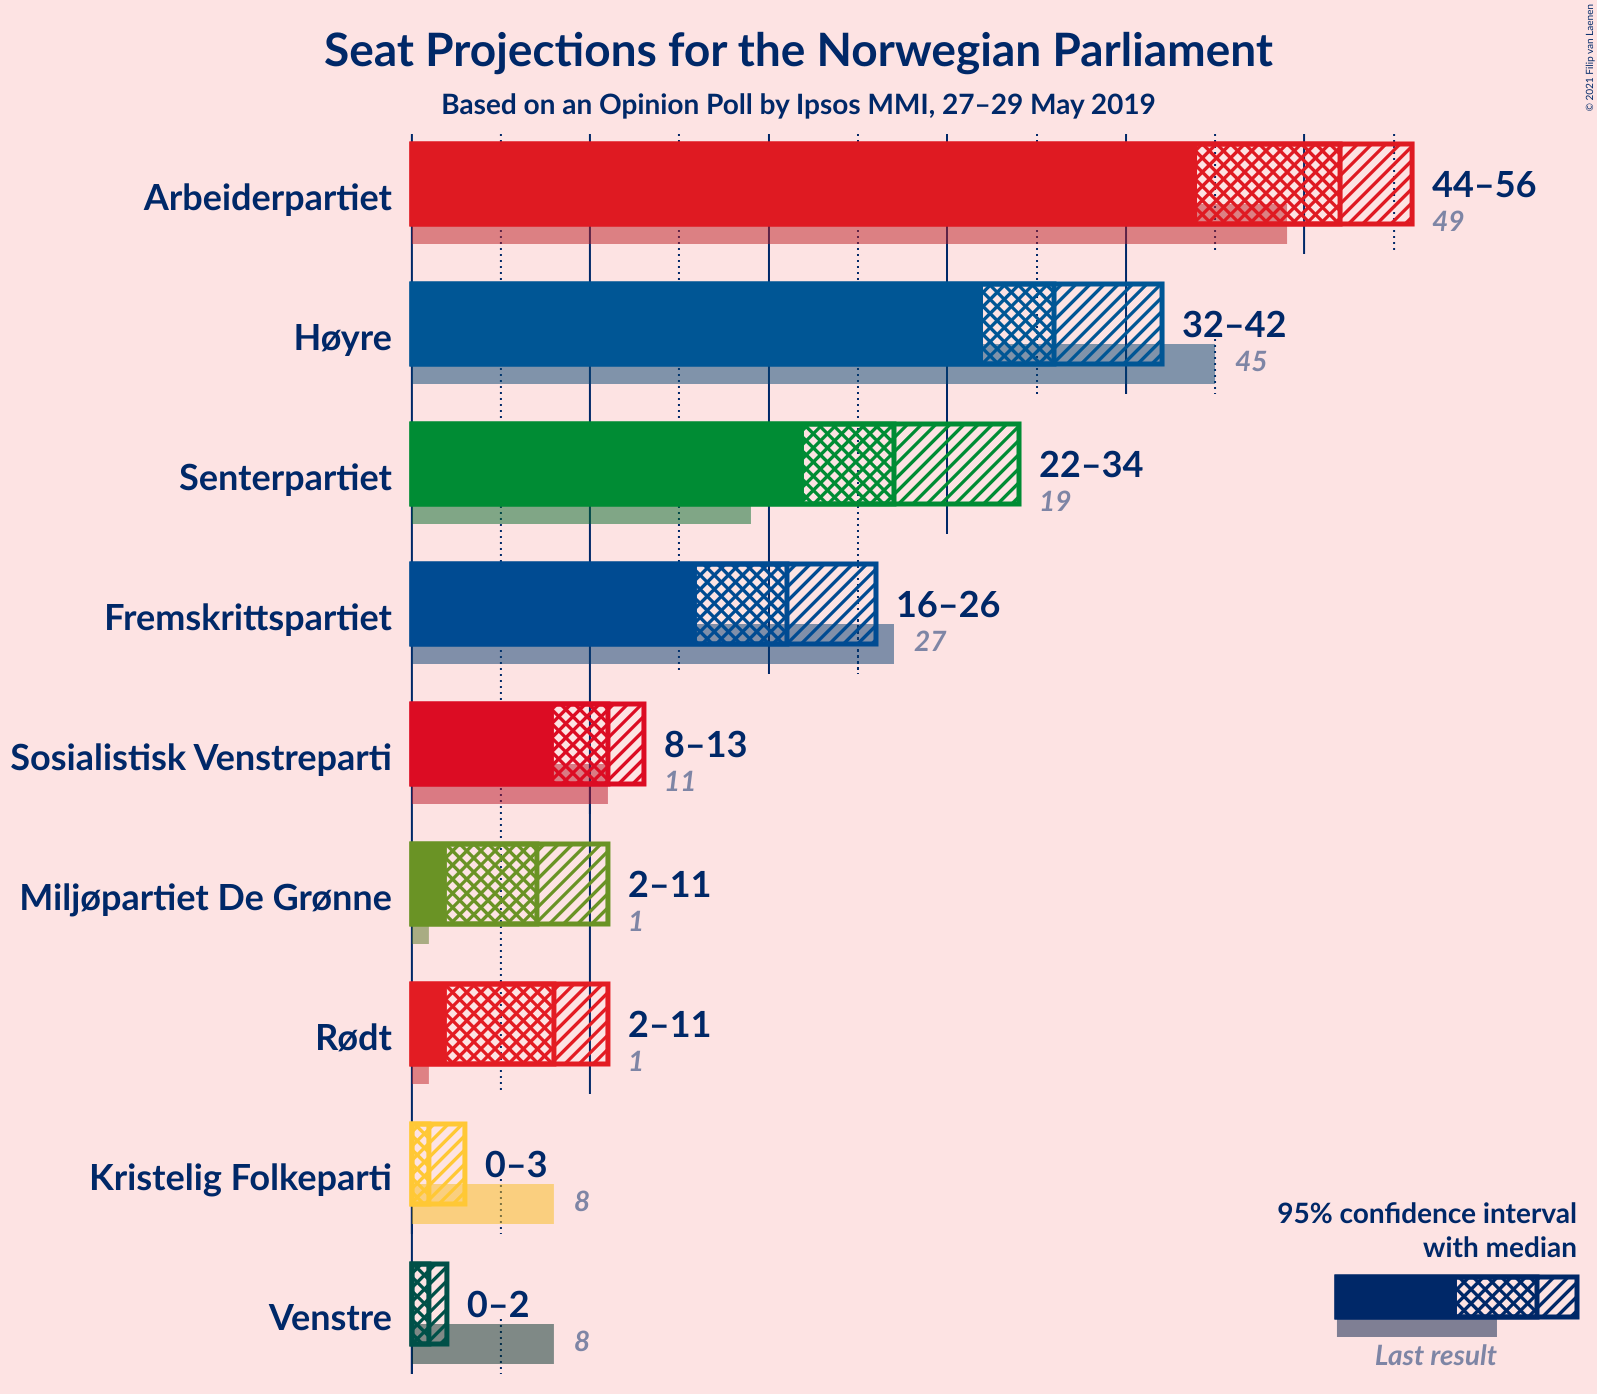 Seat Projections for the Norwegian Parliament
Based on an Opinion Poll by Ipsos MMI, 27–29 May 2019
© 2021 Filip van Laenen
Arbeiderpartiet
44–56
49
Høyre
32–42
45
Senterpartiet
22–34
19
Fremskrittspartiet
16–26
27
Sosialistisk Venstreparti
8–13
11
Miljøpartiet De Grønne
2–11
1
Rødt
2–11
1
Kristelig Folkeparti
0–3
8
Venstre
0–2
8
95% confidence interval
with median
Last result